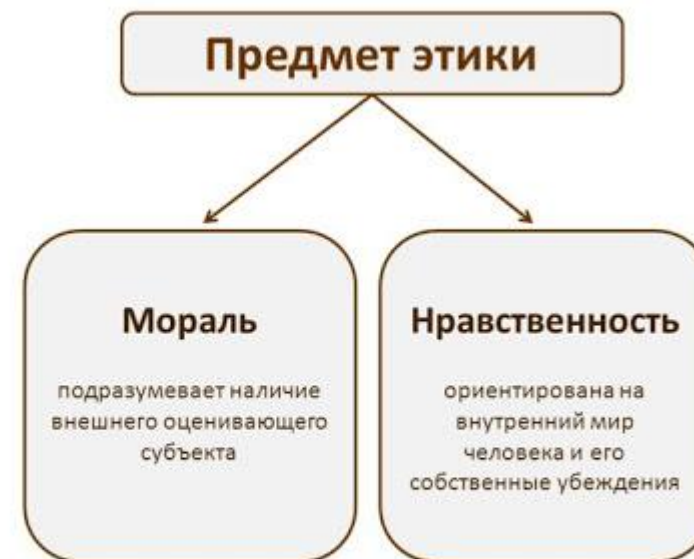 Предмет этики
Мораль
подразумевает наличие
внешнего оценивающего
субъекта
Нравственность
ориентирована на
внутренний мир
человека и его
собственные убеждения